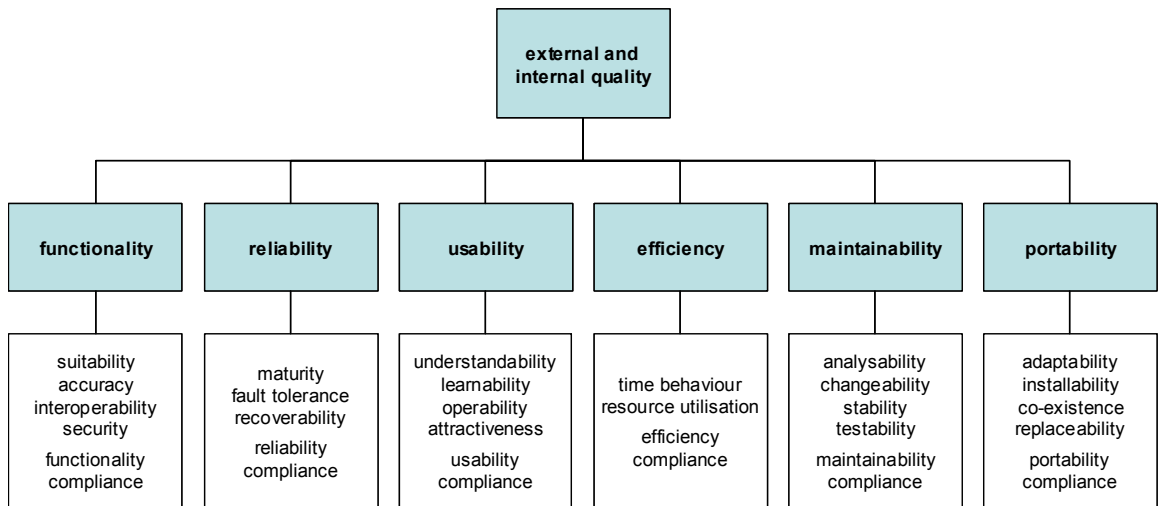 external and
internal quality
functionality
reliability
usability
efficiency
maintainability
portability
suitability
accuracy
interoperability
security
functionality
compliance
maturity
fault tolerance
recoverability
reliability
compliance
understandability
learnability
operability
attractiveness
usability
compliance
time behaviour
resource utilisation
efficiency
compliance
analysability
changeability
stability
testability
maintainability
compliance
adaptability
installability
co-existence
replaceability
portability
compliance